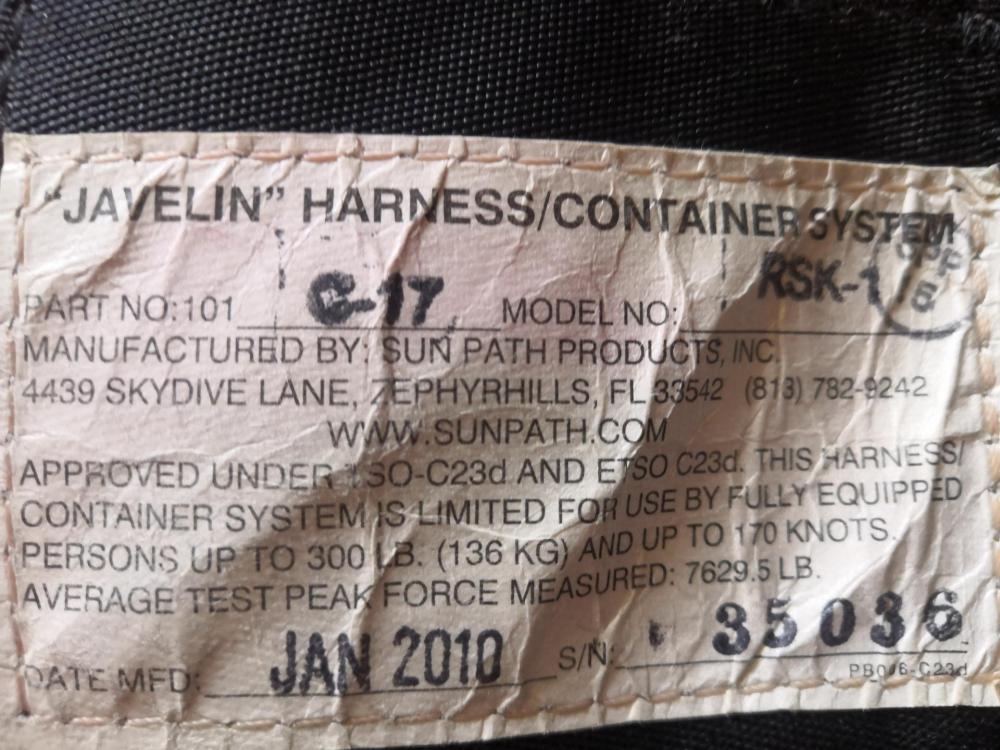 "JAVELIN" HARNESS/CONTAINER SYSTEM
PART NO:101 G-17 MODEL NO: RSK-1
MANUFACTURED BY: SUN PATH PRODUCTS, INC.
4439 SKYDIVE LANE, ZEPHYRHILLS, FL 33542 (813) 782-9242
WWW.SUNPATH.COM
APPROVED UNDER TSO-C23d AND ETSO C23d. THIS HARNESS/
CONTAINER SYSTEM IS LIMITED FOR USE BY FULLY EQUIPPED
PERSONS UP TO 300 LB. (136 KG) AND UP TO 170 KNOTS.
AVERAGE TEST PEAK FORCE MEASURED: 7629.5 LB.
DATE MFD: JAN 2010 S/N: 35036